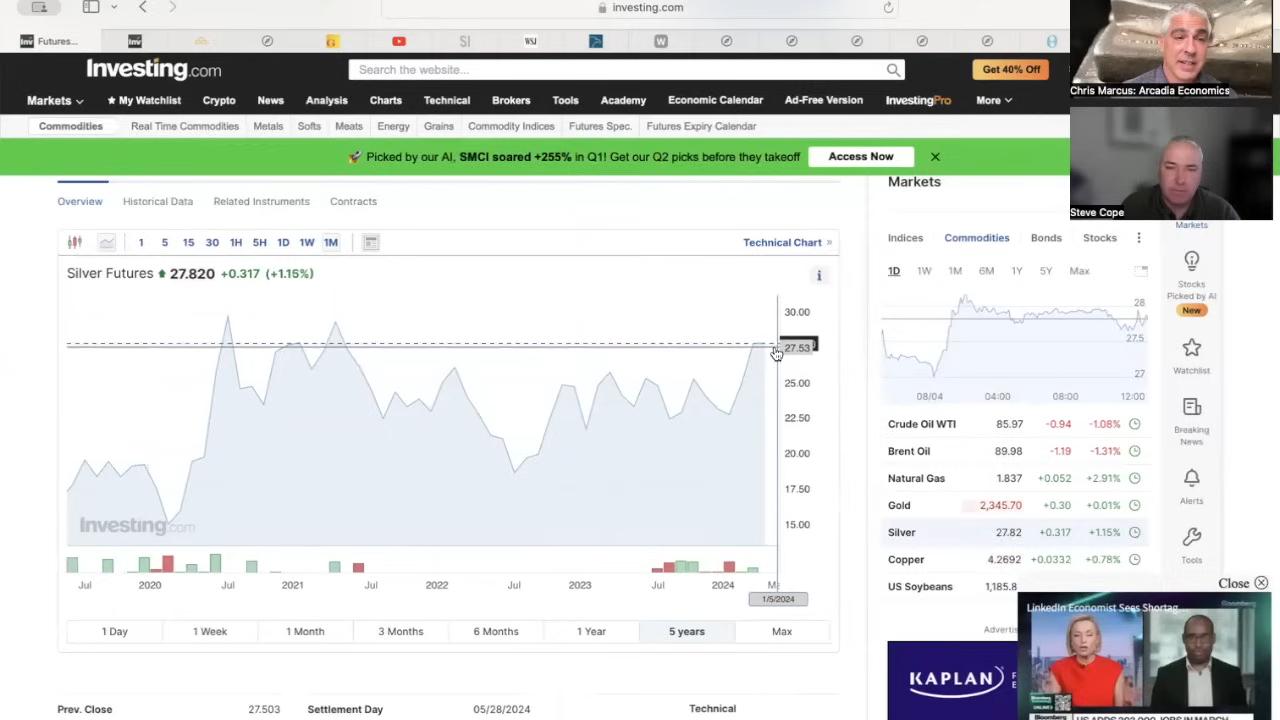 investing.com
Futures...
SI
WSJ
W
Investing.com
Search the website...
Get 40% Off
Markets
My Watchlist
Crypto
News
Analysis
Charts
Technical
Brokers
Tools
Academy
Economic Calendar
Ad-Free Version
InvestingPro
More
Commodities
Real Time Commodities
Metals
Softs
Meats
Energy
Grains
Commodity Indices
Futures Spec.
Futures Expiry Calendar
Picked by our AI, SMCI soared +255% in Q1! Get our Q2 picks before they takeoff
Access Now
Chris Marcus: Arcadia Economics
Steve Cope
Overview
Historical Data
Related Instruments
Contracts
1
5
15
30
1H
5H
1D
1W
1M
Technical Chart »
Silver Futures 27.820 +0.317 (+1.15%)
30.00
27.53
25.00
22.50
20.00
17.50
15.00
Investing.com
Jul
2020
Jul
2021
Jul
2022
Jul
2023
Jul
2024
1/5/2024
1 Day
1 Week
1 Month
3 Months
6 Months
1 Year
5 years
Max
Prev. Close
27.503
Settlement Day
05/28/2024
Technical
Markets
Indices
Commodities
Bonds
Stocks
1D
1W
1M
6M
1Y
5Y
Max
28
27.5
27
08/04
04:00
08:00
12:00
Crude Oil WTI 85.97 -0.94 -1.08%
Brent Oil 89.98 -1.19 -1.31%
Natural Gas 1.837 +0.052 +2.91%
Gold 2,345.70 +0.30 +0.01%
Silver 27.82 +0.317 +1.15%
Copper 4.2692 +0.0332 +0.78%
US Soybeans 1,185.8
Markets
Stocks
Picked by AI
New
Watchlist
Breaking
News
Alerts
Tools
Close
LinkedIn Economist Sees Shortag...
KAPLAN
Bloomberg
US ADDS 303,000 JOBS IN MARCH